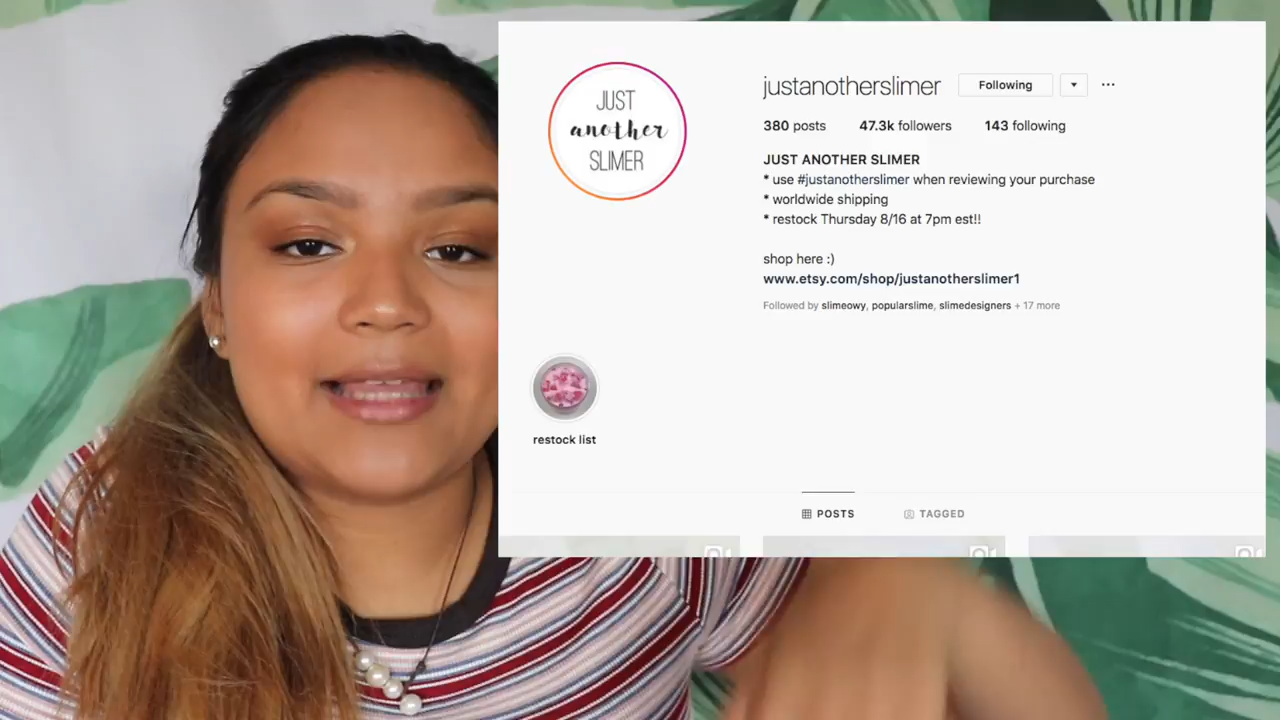 JUST
another
SLIMER
justanotherslimer Following
380 posts 47.3k followers 143 following
JUST ANOTHER SLIMER
* use #justanotherslimer when reviewing your purchase
* worldwide shipping
* restock Thursday 8/16 at 7pm est!!
shop here :)
www.etsy.com/shop/justanotherslimer1
Followed by slimeowy, popularslime, slimedesigners + 17 more
restock list
POSTS TAGGED